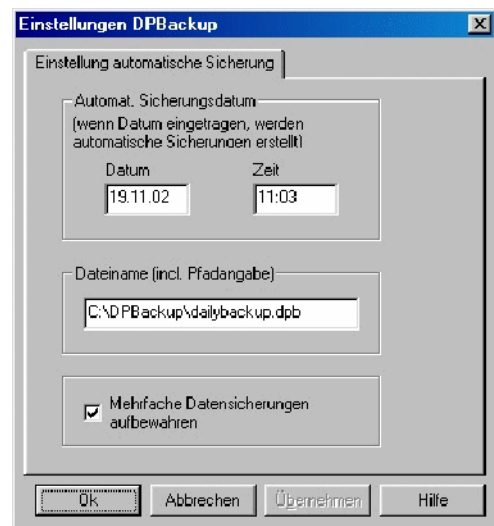 Einstellungen DPBackup
Einstellung automatische Sicherung
Automat. Sicherungsdatum
(wenn Datum eingetragen, werden
automatische Sicherungen erstellt)
Datum Zeit
19.11.02 11:03
Dateiname (incl. Pfadangabe)
C:\DPBackup\dailybackup.dpb
Mehrfache Datensicherungen
aufbewahren
Ok Abbrechen Übernehmen Hilfe